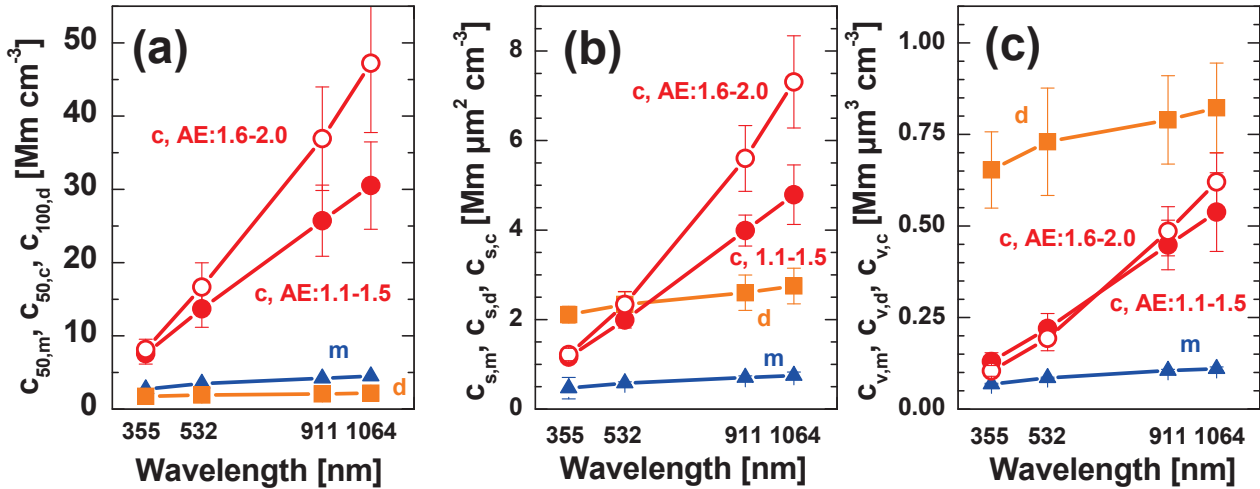 (a)
C50,m, C50,c, C100,d [Mm cm-3]
50
40
30
20
10
0
c, AE:1.6-2.0
c, AE:1.1-1.5
m
d
355 532 911 1064
Wavelength [nm]
(b)
Cs,m, Cs,d, Cs,c [Mm μm2 cm-3]
8
6
4
2
0
c, AE:1.6-2.0
c, 1.1-1.5
d
m
355 532 911 1064
Wavelength [nm]
(c)
Cv,m, Cv,d, Cv,c [Mm μm3 cm-3]
1.00
0.75
0.50
0.25
0.00
d
c, AE:1.6-2.0
c, AE:1.1-1.5
m
355 532 911 1064
Wavelength [nm]